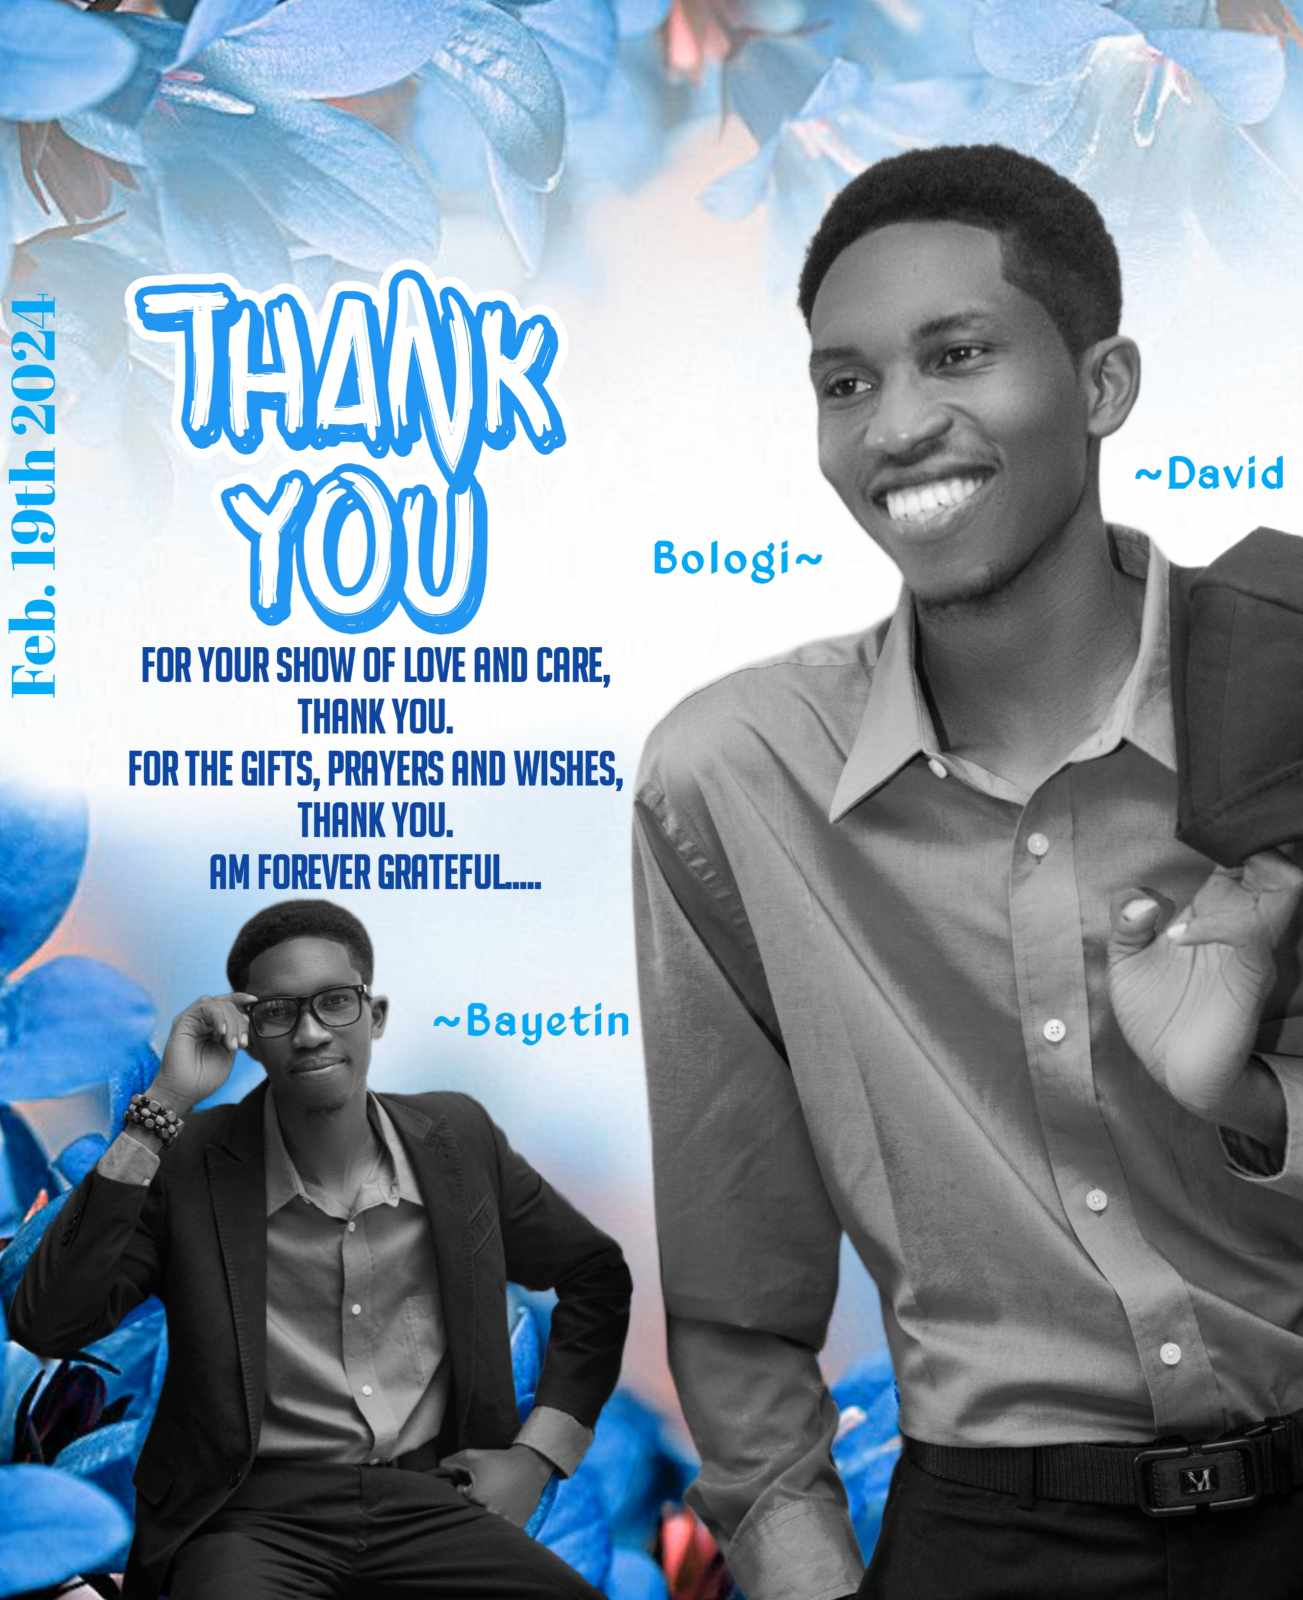 Feb. 19th 2024
THANK
YOU
FOR YOUR SHOW OF LOVE AND CARE,
THANK YOU.
FOR THE GIFTS, PRAYERS AND WISHES,
THANK YOU.
AM FOREVER GRATEFUL.....
~David
Bologi~
~Bayetin